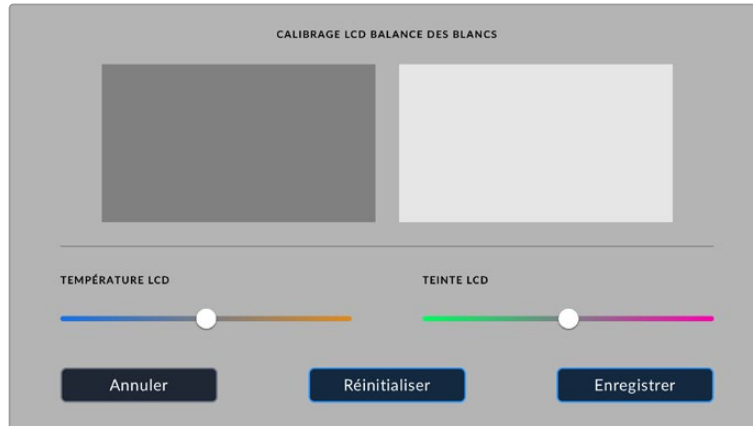 CALIBRAGE LCD BALANCE DES BLANCS
TEMPÉRATURE LCD
TEINTE LCD
Annuler
Réinitialiser
Enregistrer